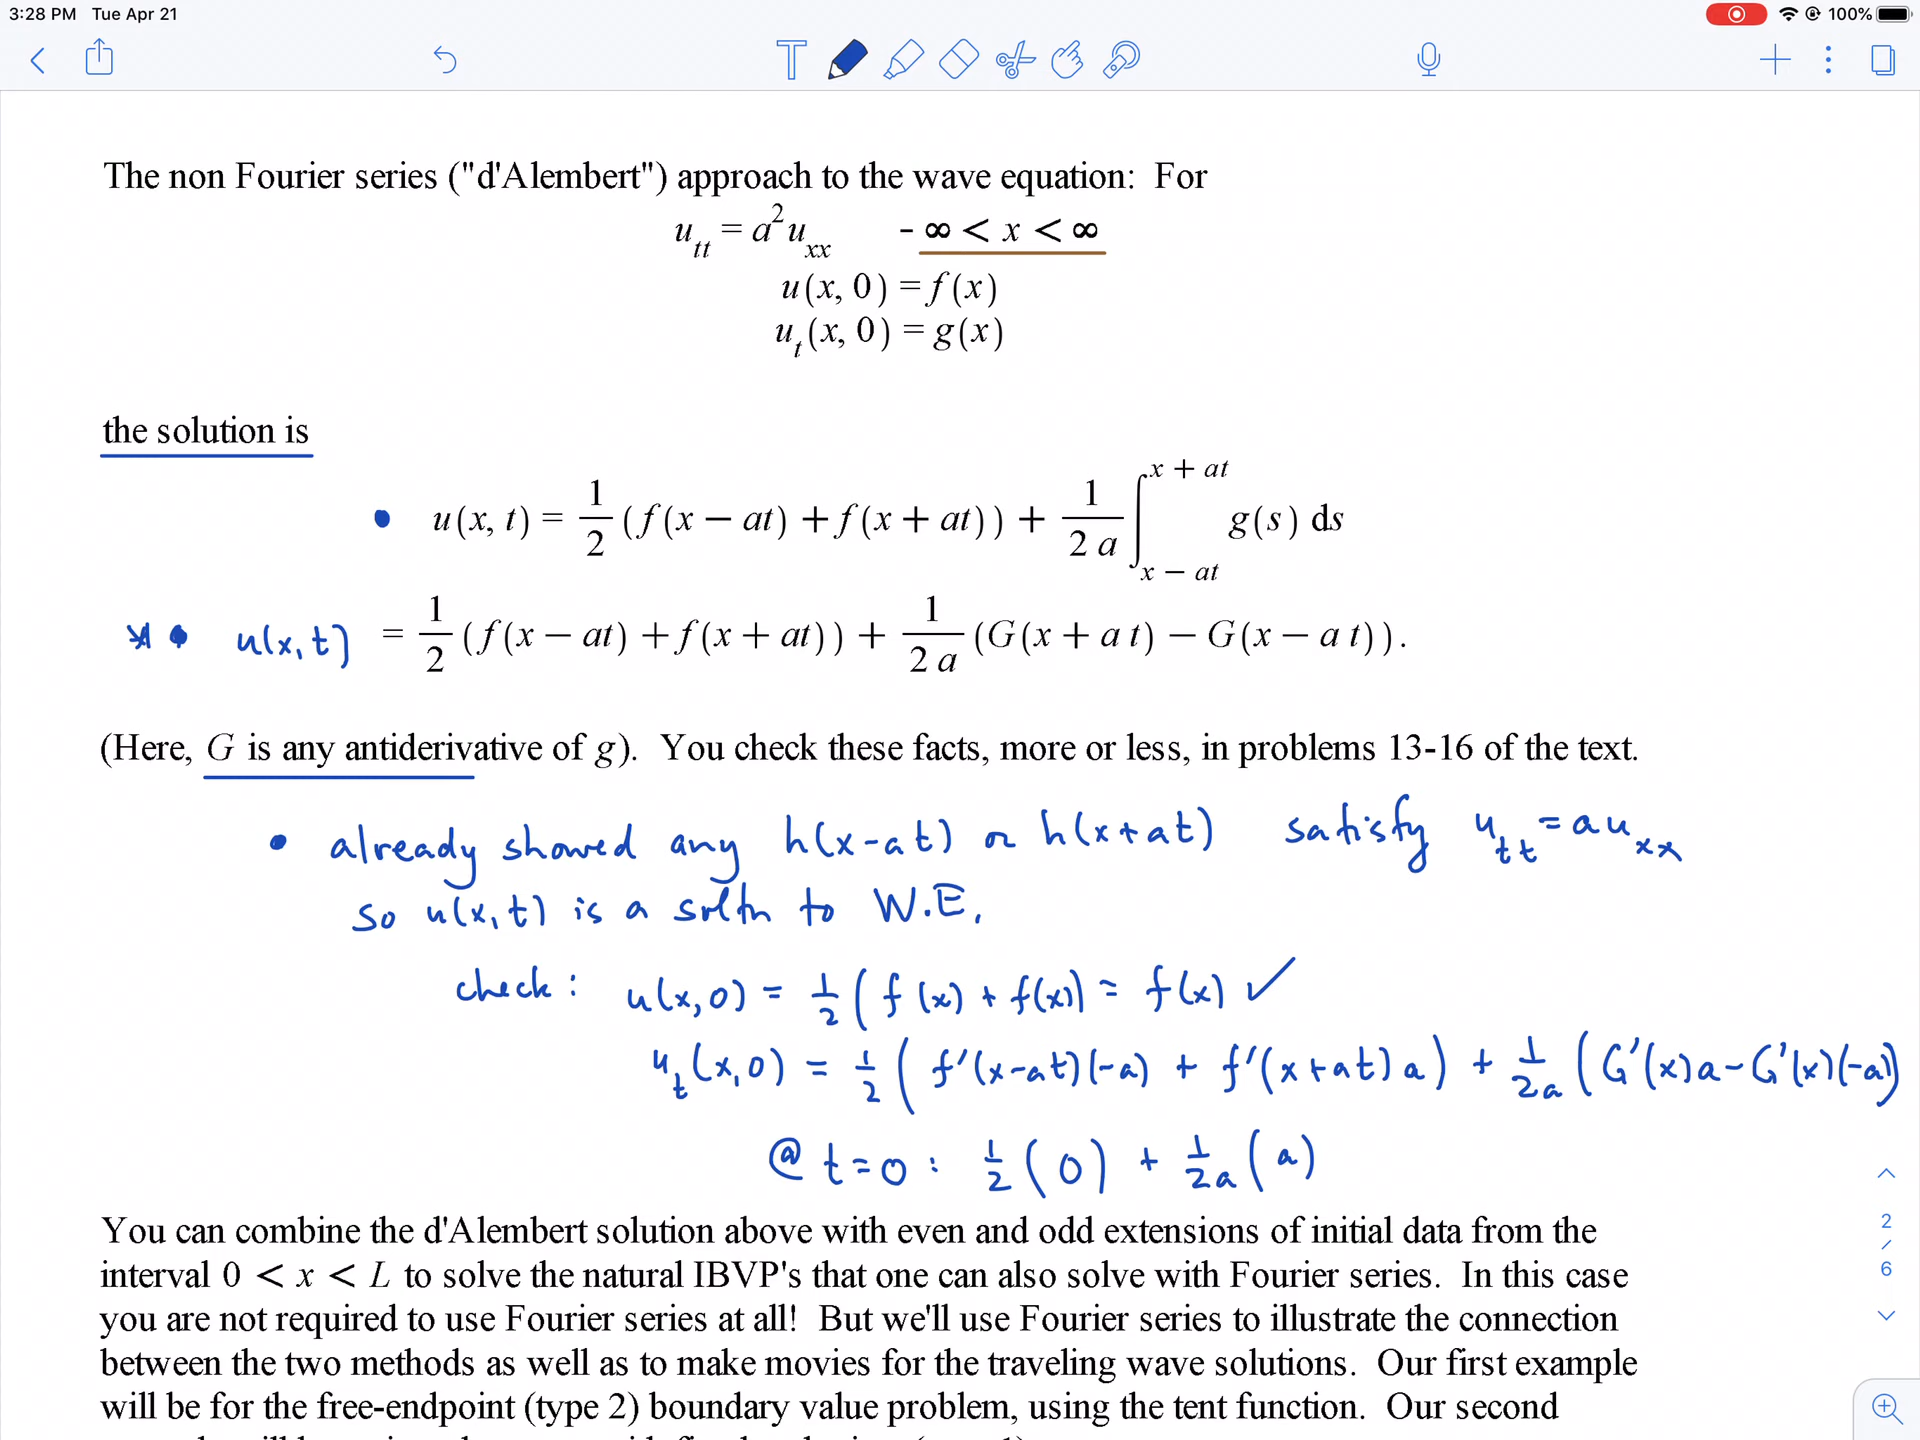 3:28 PM Tue Apr 21 100%
The non Fourier series ("d'Alembert") approach to the wave equation: For
u_tt = a² u_xx - ∞ < x < ∞
u(x, 0) = f(x)
u_t(x, 0) = g(x)
the solution is
• u(x, t) = 1/2 (f(x − at) + f(x + at)) + 1/(2 a) ∫_{x − at}^{x + at} g(s) ds
• u(x,t) = 1/2 (f(x − at) + f(x + at)) + 1/(2 a) (G(x + a t) − G(x − a t)).
(Here, G is any antiderivative of g). You check these facts, more or less, in problems 13-16 of the text.
• already showed any h(x-at) or h(x+at) satisfy u_tt = a u_xx
so u(x,t) is a soltn to W.E.
check: u(x,0) = 1/2 (f(x) + f(x)) = f(x) ✓
u_t(x,0) = 1/2 (f'(x-at)(-a) + f'(x+at) a) + 1/2a (G'(x)a - G'(x)(-a))
@ t=0: 1/2 (0) + 1/2a (a)
You can combine the d'Alembert solution above with even and odd extensions of initial data from the
interval 0 < x < L to solve the natural IBVP's that one can also solve with Fourier series. In this case
you are not required to use Fourier series at all! But we'll use Fourier series to illustrate the connection
between the two methods as well as to make movies for the traveling wave solutions. Our first example
will be for the free-endpoint (type 2) boundary value problem, using the tent function. Our second
2
/
6